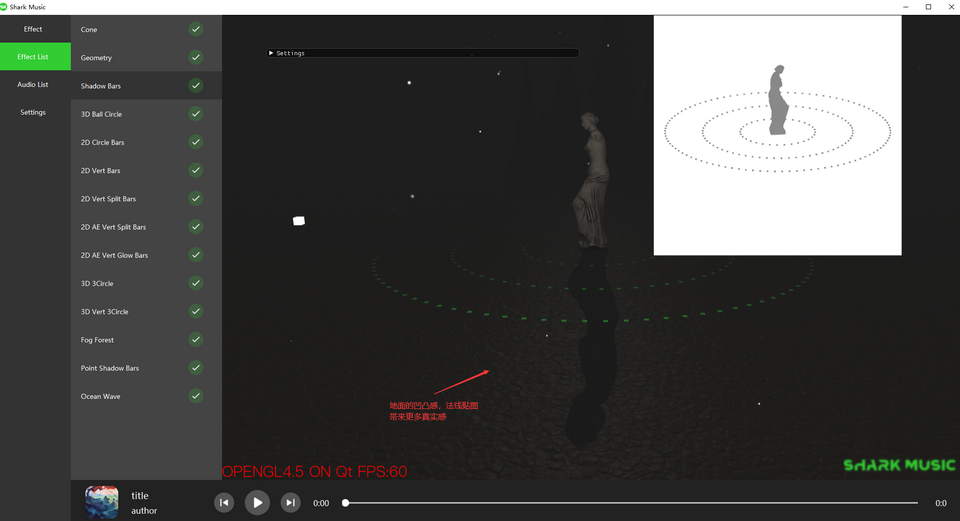 Shark Music
Effect
Effect List
Audio List
Settings
Cone
Geometry
Shadow Bars
3D Ball Circle
2D Circle Bars
2D Vert Bars
2D Vert Split Bars
2D AE Vert Split Bars
2D AE Vert Glow Bars
3D 3Circle
3D Vert 3Circle
Fog Forest
Point Shadow Bars
Ocean Wave
Settings
地面的凹凸感，法线贴图
带来更多真实感
OPENGL4.5 ON Qt FPS:60
SHARK MUSIC
title
author
0:00
0:0